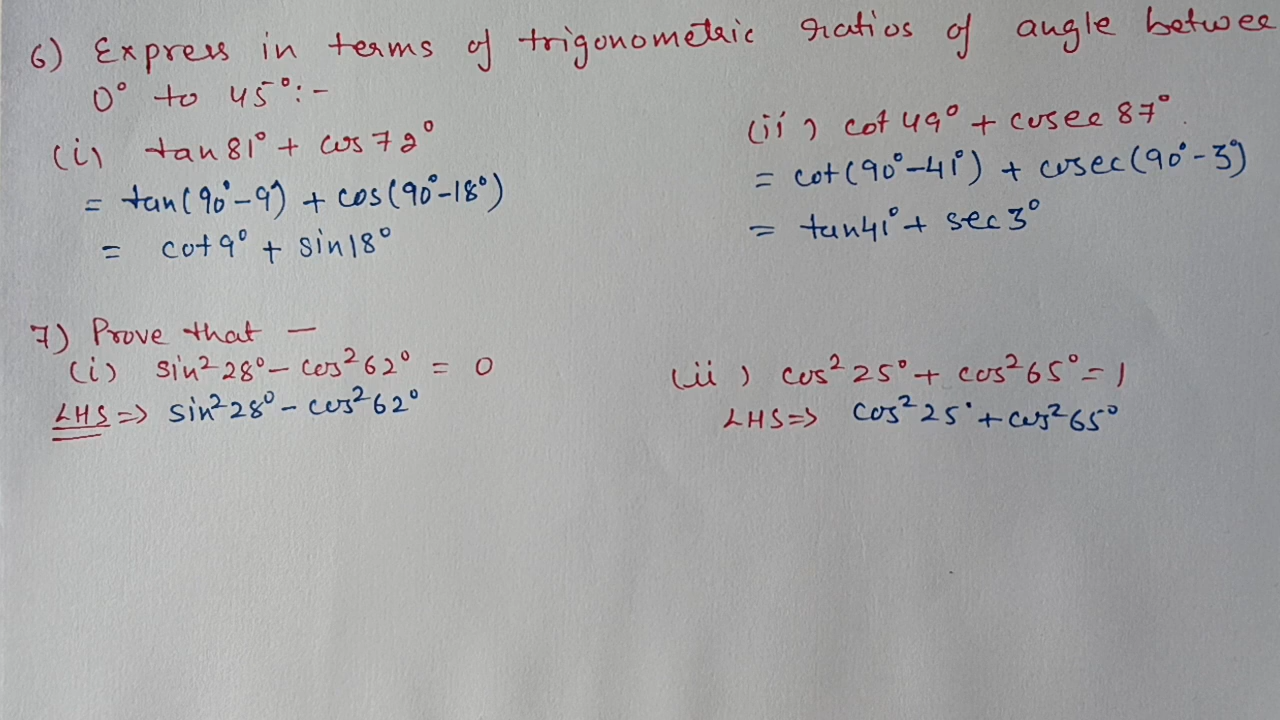 6) Express in terms of trigonometric ratios of angle betwee
0° to 45°:-
(i) tan 81° + cos 72°
= tan(90°-9°) + cos(90°-18°)
= cot 9° + sin 18°
(ii) cot 49° + cosec 87°.
= cot(90°-41°) + cosec(90°-3°)
= tan 41° + sec 3°
7) Prove that —
(i) sin² 28° - cos² 62° = 0
LHS => sin² 28° - cos² 62°
(ii) cos² 25° + cos² 65° = 1
LHS => cos² 25° + cos² 65°